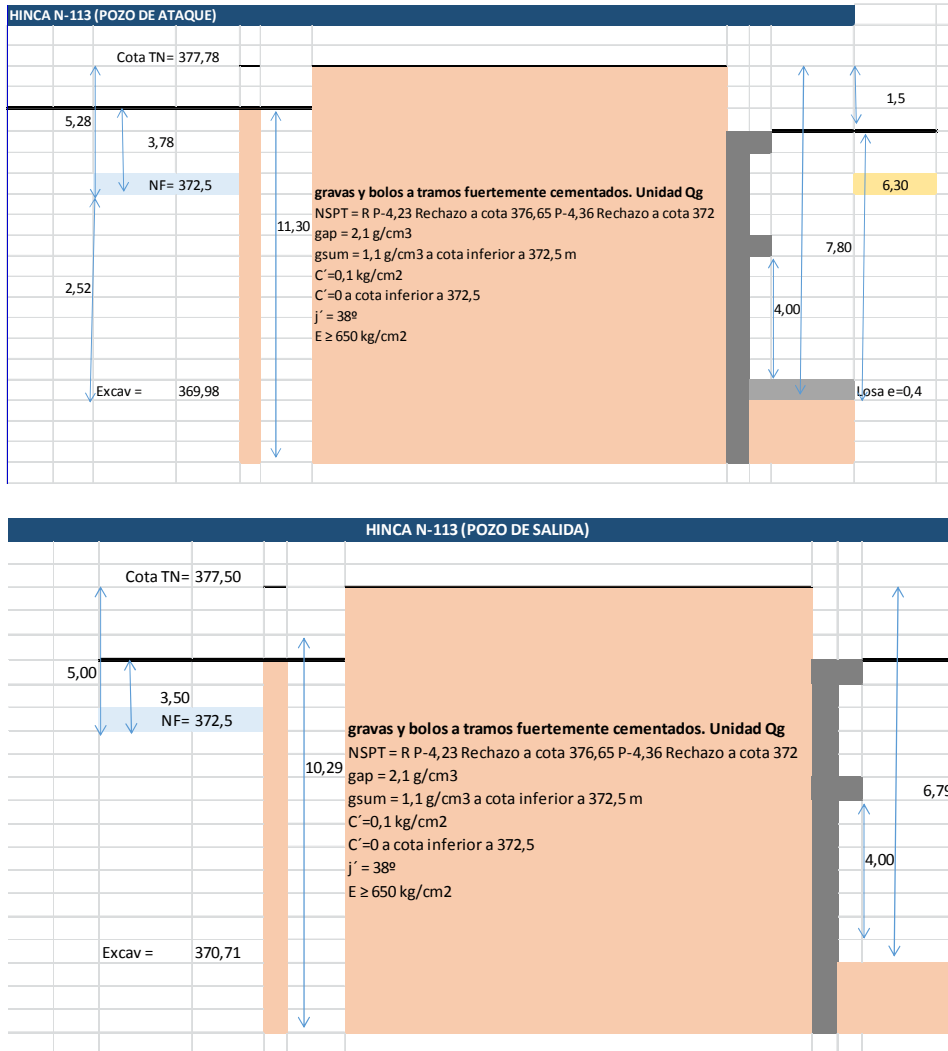 HINCA N-113 (POZO DE ATAQUE)
Cota TN= 377,78
1,5
5,28
3,78
NF= 372,5
6,30
gravas y bolos a tramos fuertemente cementados. Unidad Qg
NSPT = R P-4,23 Rechazo a cota 376,65 P-4,36 Rechazo a cota 372
11,30
gap = 2,1 g/cm3
7,80
gsum = 1,1 g/cm3 a cota inferior a 372,5 m
C´=0,1 kg/cm2
2,52
C´=0 a cota inferior a 372,5
4,00
j´ = 38º
E ≥ 650 kg/cm2
Excav = 369,98
Losa e=0,4
HINCA N-113 (POZO DE SALIDA)
Cota TN= 377,50
5,00
3,50
NF= 372,5
gravas y bolos a tramos fuertemente cementados. Unidad Qg
NSPT = R P-4,23 Rechazo a cota 376,65 P-4,36 Rechazo a cota 372
10,29
gap = 2,1 g/cm3
6,79
gsum = 1,1 g/cm3 a cota inferior a 372,5 m
C´=0,1 kg/cm2
C´=0 a cota inferior a 372,5
4,00
j´ = 38º
E ≥ 650 kg/cm2
Excav = 370,71